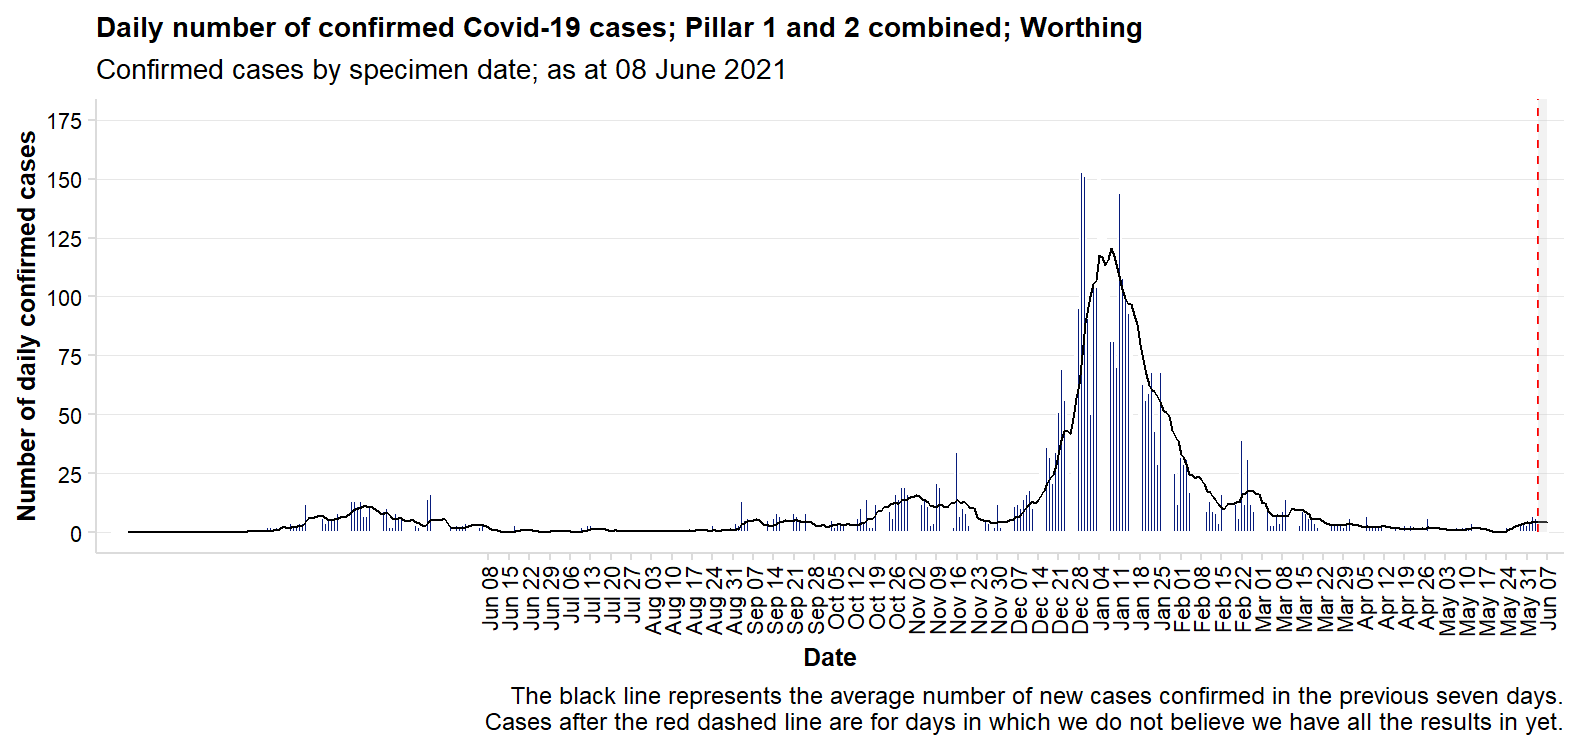 Daily number of confirmed Covid-19 cases; Pillar 1 and 2 combined; Worthing
Confirmed cases by specimen date; as at 08 June 2021
Number of daily confirmed cases
175
150
125
100
75
50
25
0
Jun 08
Jun 15
Jun 22
Jun 29
Jul 06
Jul 13
Jul 20
Jul 27
Aug 03
Aug 10
Aug 17
Aug 24
Aug 31
Sep 07
Sep 14
Sep 21
Sep 28
Oct 05
Oct 12
Oct 19
Oct 26
Nov 02
Nov 09
Nov 16
Nov 23
Nov 30
Dec 07
Dec 14
Dec 21
Dec 28
Jan 04
Jan 11
Jan 18
Jan 25
Feb 01
Feb 08
Feb 15
Feb 22
Mar 01
Mar 08
Mar 15
Mar 22
Mar 29
Apr 05
Apr 12
Apr 19
Apr 26
May 03
May 10
May 17
May 24
May 31
Jun 07
Date
The black line represents the average number of new cases confirmed in the previous seven days.
Cases after the red dashed line are for days in which we do not believe we have all the results in yet.